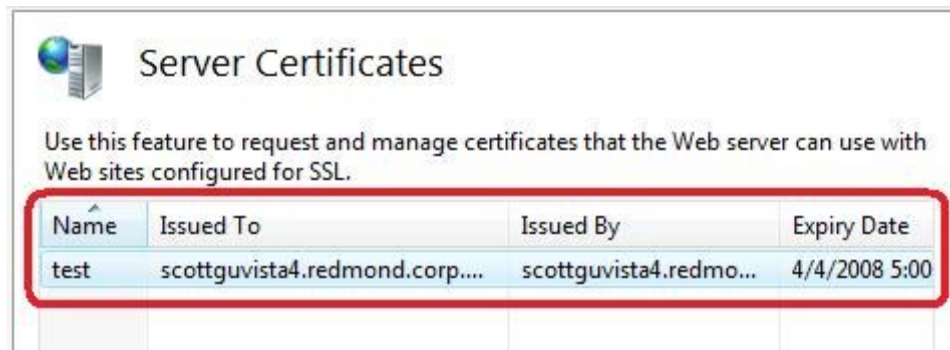 Server Certificates
Use this feature to request and manage certificates that the Web server can use with
Web sites configured for SSL.
Name Issued To Issued By Expiry Date
test scottguvista4.redmond.corp.... scottguvista4.redmo... 4/4/2008 5:00